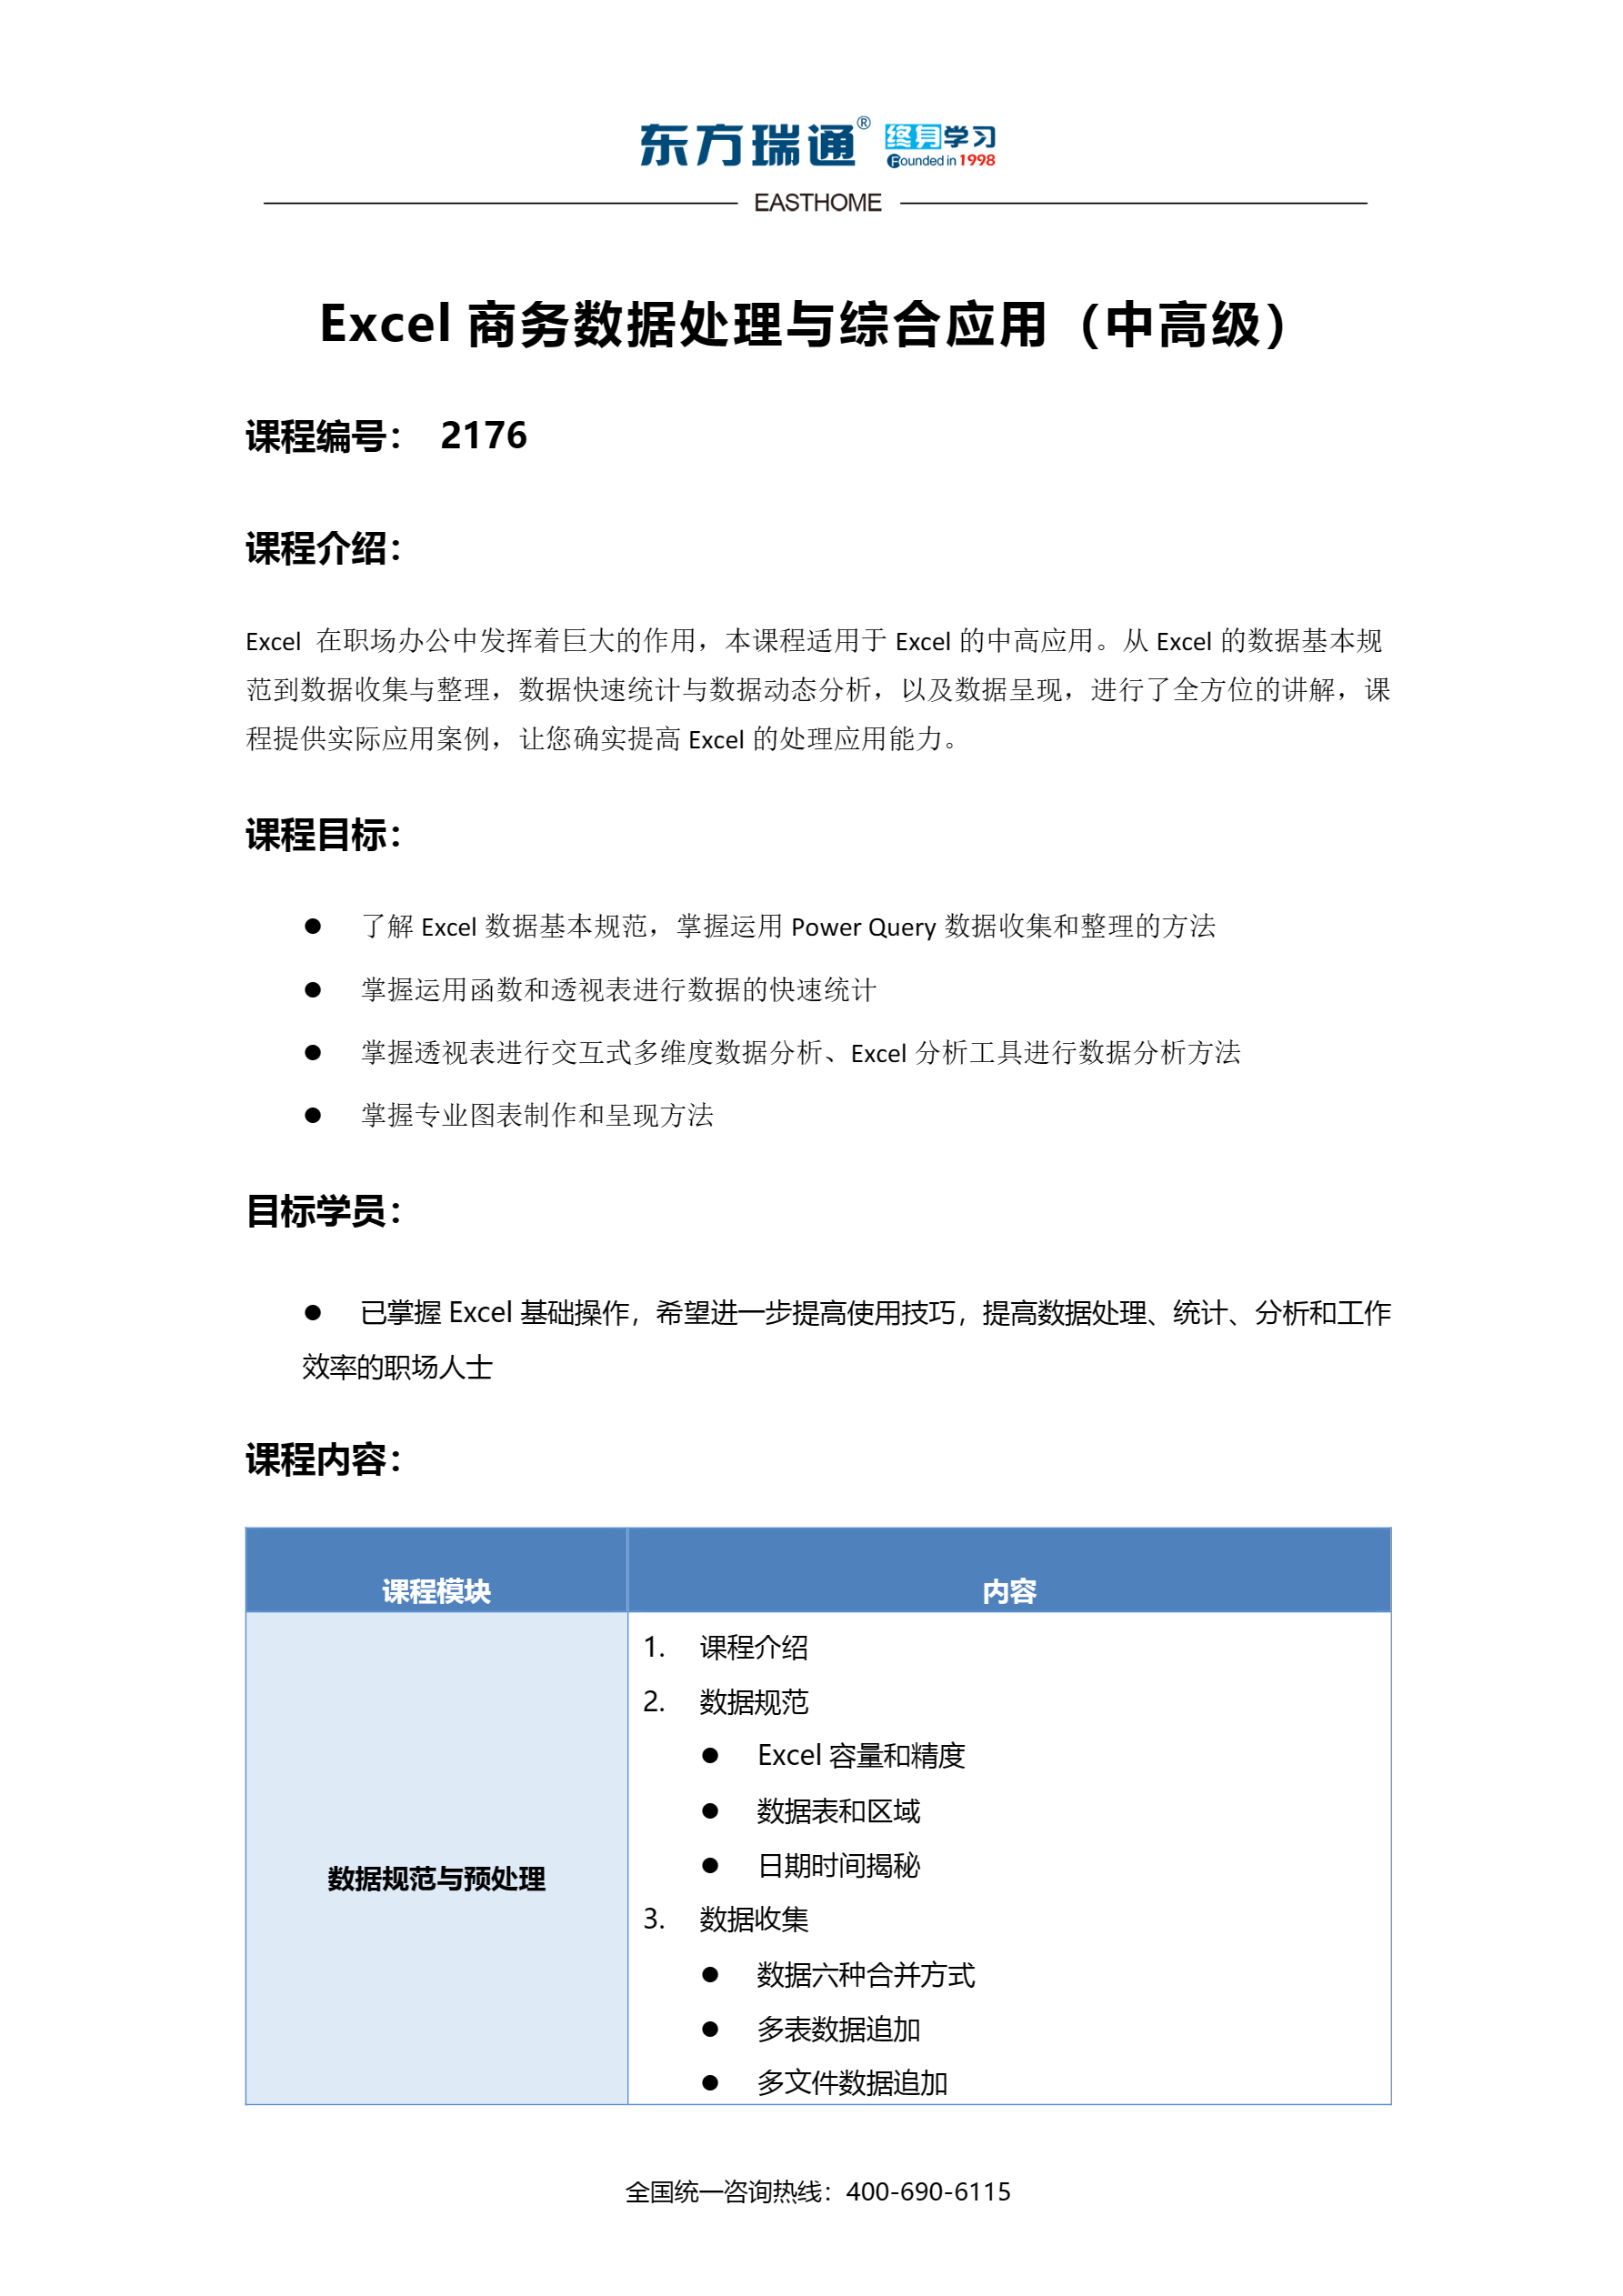 东方瑞通® 终身学习
Founded in 1998
EASTHOME
Excel 商务数据处理与综合应用（中高级）
课程编号： 2176
课程介绍：
Excel 在职场办公中发挥着巨大的作用，本课程适用于 Excel 的中高应用。从 Excel 的数据基本规
范到数据收集与整理，数据快速统计与数据动态分析，以及数据呈现，进行了全方位的讲解，课
程提供实际应用案例，让您确实提高 Excel 的处理应用能力。
课程目标：
● 了解 Excel 数据基本规范，掌握运用 Power Query 数据收集和整理的方法
● 掌握运用函数和透视表进行数据的快速统计
● 掌握透视表进行交互式多维度数据分析、Excel 分析工具进行数据分析方法
● 掌握专业图表制作和呈现方法
目标学员：
● 已掌握 Excel 基础操作，希望进一步提高使用技巧，提高数据处理、统计、分析和工作
效率的职场人士
课程内容：
课程模块 内容
数据规范与预处理
1. 课程介绍
2. 数据规范
● Excel 容量和精度
● 数据表和区域
● 日期时间揭秘
3. 数据收集
● 数据六种合并方式
● 多表数据追加
● 多文件数据追加
全国统一咨询热线：400-690-6115